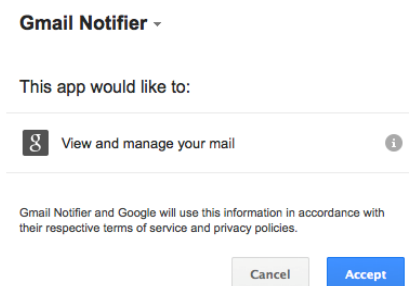 Gmail Notifier
This app would like to:
g View and manage your mail i
Gmail Notifier and Google will use this information in accordance with
their respective terms of service and privacy policies.
Cancel Accept